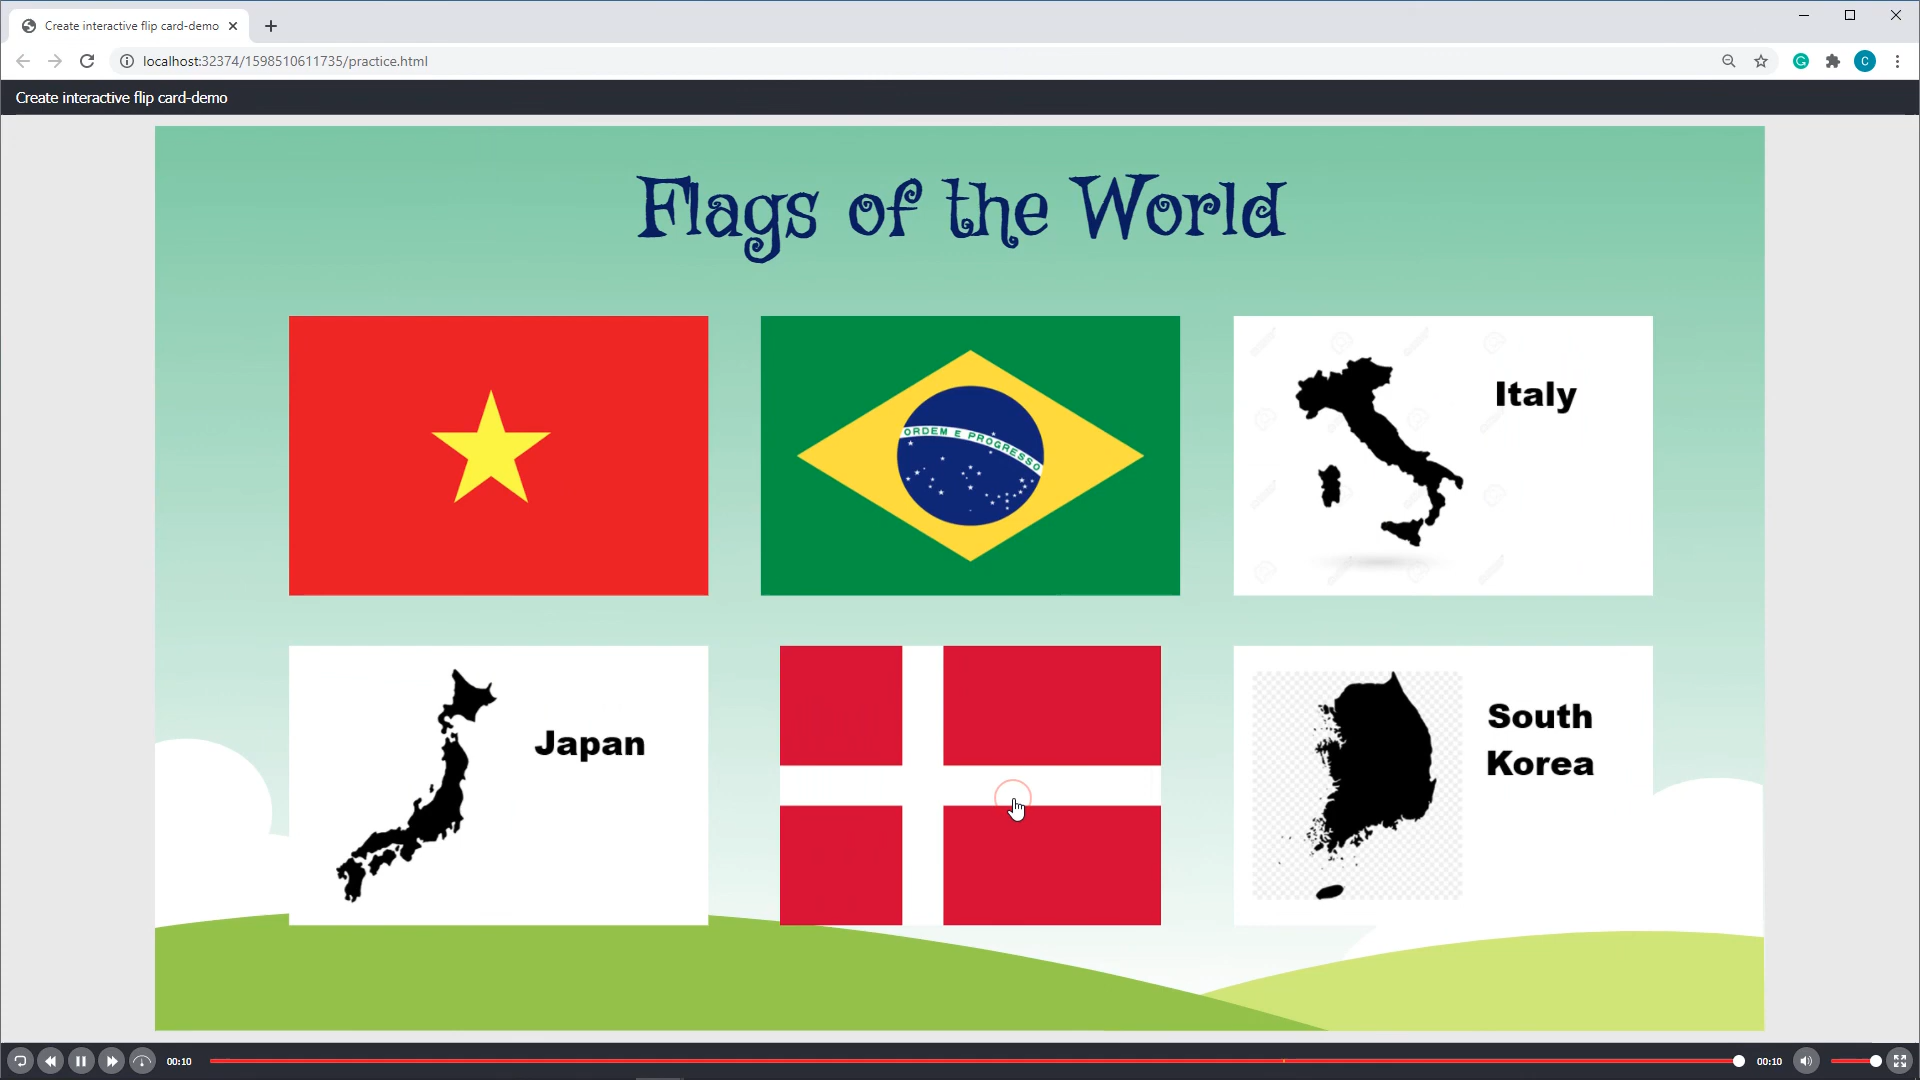 Create interactive flip card-demo
localhost:32374/1598510611735/practice.html
C
Create interactive flip card-demo
Flags of the World
ORDEM E PROGRESSO
Italy
Japan
South
Korea
00:10
00:10